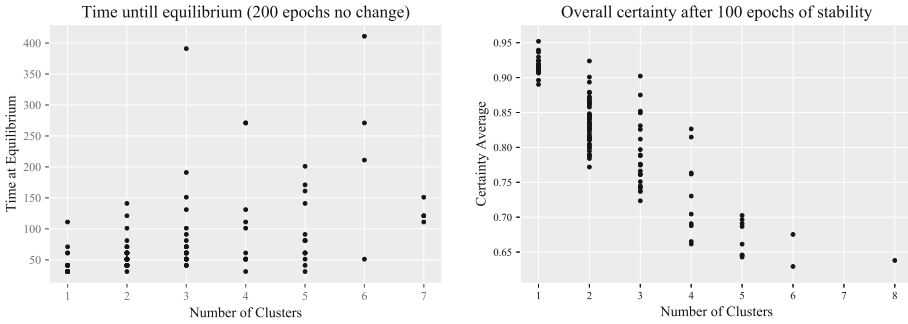 Time untill equilibrium (200 epochs no change)
400
350
300
250
200
150
100
50
Time at Equilibrium
1 2 3 4 5 6 7
Number of Clusters
Overall certainty after 100 epochs of stability
0.95
0.90
0.85
0.80
0.75
0.70
0.65
Certainty Average
1 2 3 4 5 6 7 8
Number of Clusters